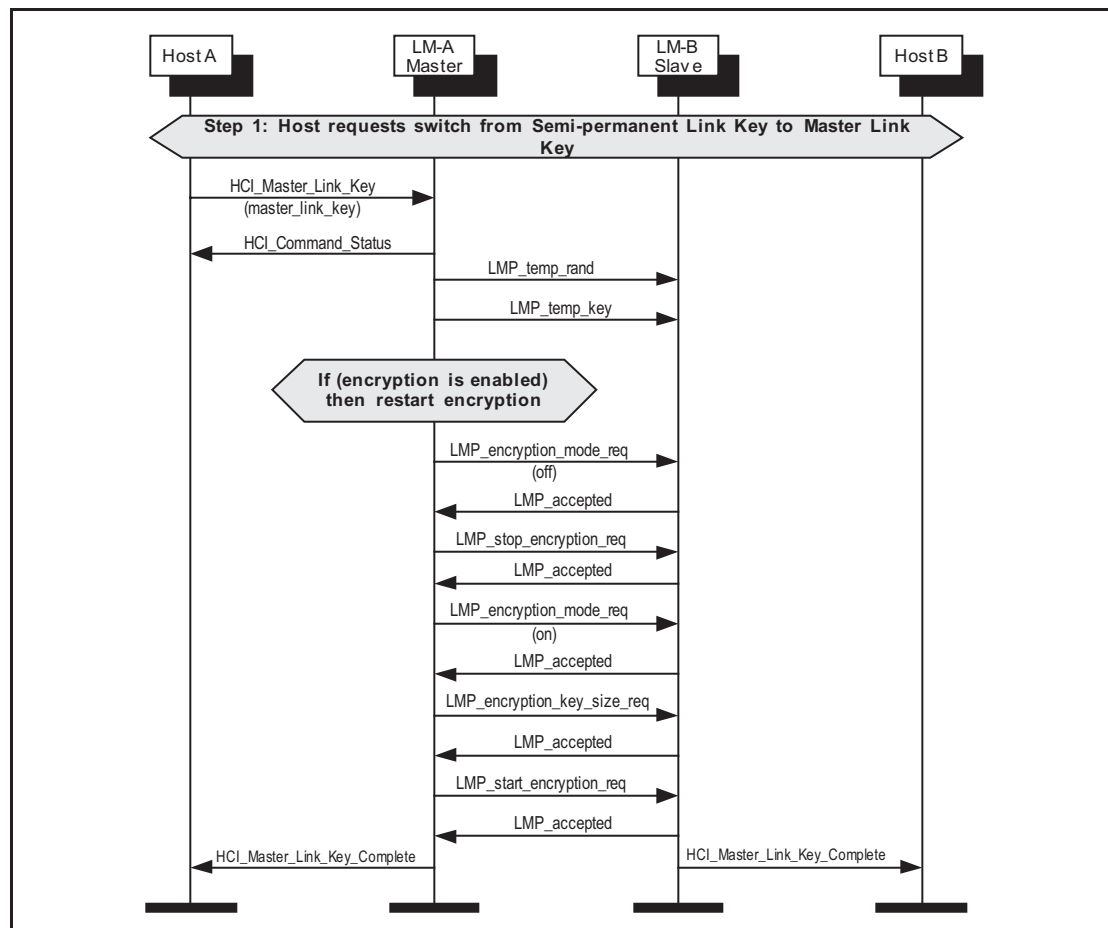 Host A
LM-A
Master
LM-B
Slave
Host B
Step 1: Host requests switch from Semi-permanent Link Key to Master Link
Key
HCI_Master_Link_Key
(master_link_key)
HCI_Command_Status
LMP_temp_rand
LMP_temp_key
If (encryption is enabled)
then restart encryption
LMP_encryption_mode_req
(off)
LMP_accepted
LMP_stop_encryption_req
LMP_accepted
LMP_encryption_mode_req
(on)
LMP_accepted
LMP_encryption_key_size_req
LMP_accepted
LMP_start_encryption_req
LMP_accepted
HCI_Master_Link_Key_Complete
HCI_Master_Link_Key_Complete